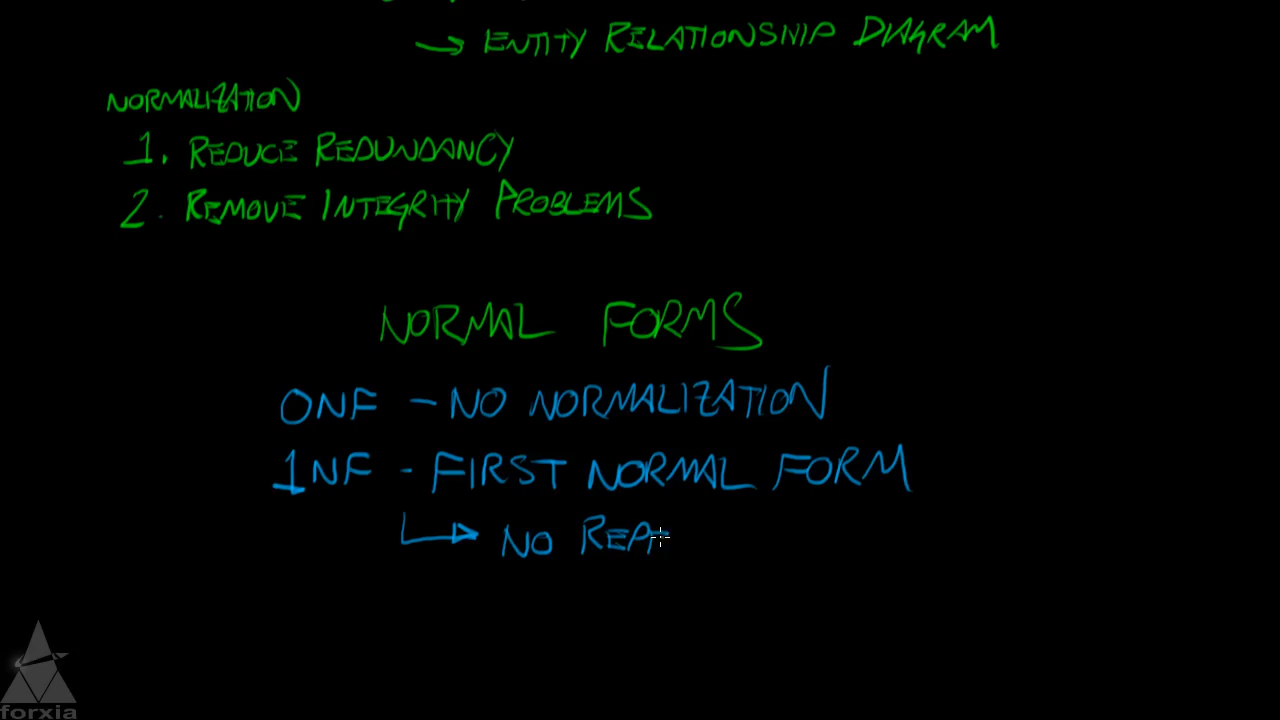 → ENTITY RELATIONSHIP DIAGRAM
NORMALIZATION
1. REDUCE REDUNDANCY
2. REMOVE INTEGRITY PROBLEMS
NORMAL FORMS
0NF - NO NORMALIZATION
1NF - FIRST NORMAL FORM
NO REP
forxia